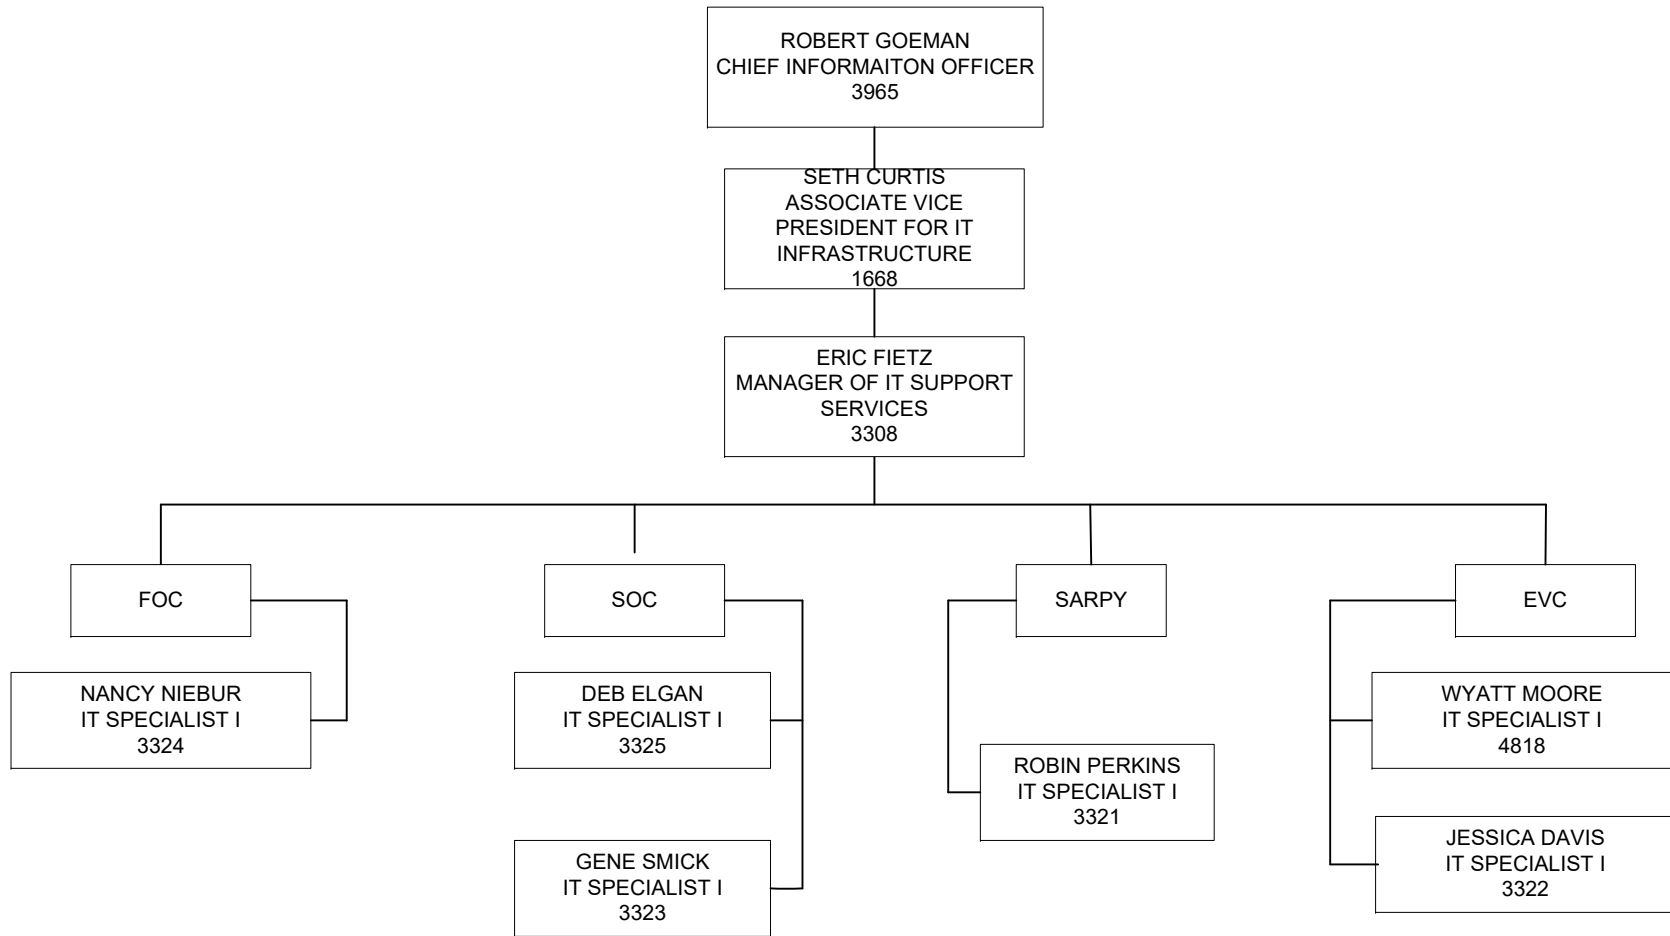 ROBERT GOEMAN
CHIEF INFORMAITON OFFICER
3965
SETH CURTIS
ASSOCIATE VICE
PRESIDENT FOR IT
INFRASTRUCTURE
1668
ERIC FIETZ
MANAGER OF IT SUPPORT
SERVICES
3308
FOC
SOC
SARPY
EVC
NANCY NIEBUR
IT SPECIALIST I
3324
DEB ELGAN
IT SPECIALIST I
3325
WYATT MOORE
IT SPECIALIST I
4818
ROBIN PERKINS
IT SPECIALIST I
3321
GENE SMICK
IT SPECIALIST I
3323
JESSICA DAVIS
IT SPECIALIST I
3322